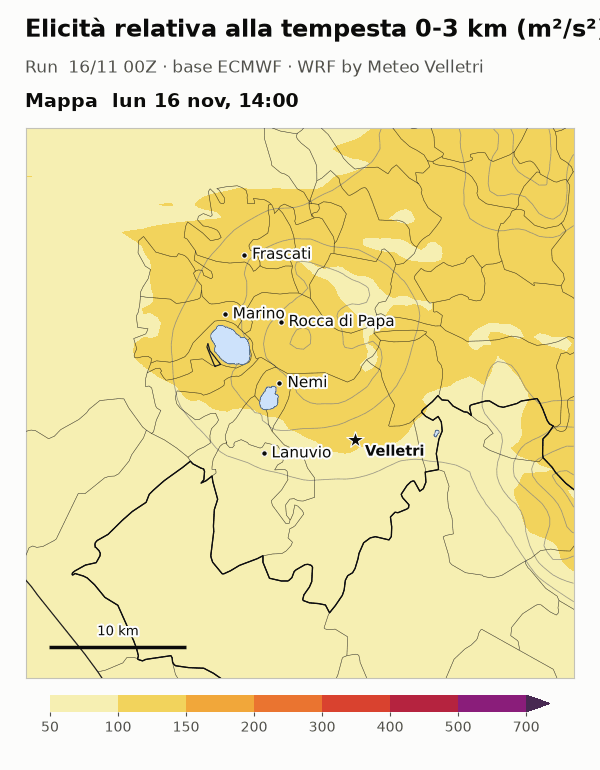 Elicità relativa alla tempesta 0-3 km (m²/s²)
Run 16/11 00Z · base ECMWF · WRF by Meteo Velletri
Mappa lun 16 nov, 14:00
Frascati
Marino
Rocca di Papa
Nemi
Velletri
Lanuvio
10 km
50 100 150 200 300 400 500 700